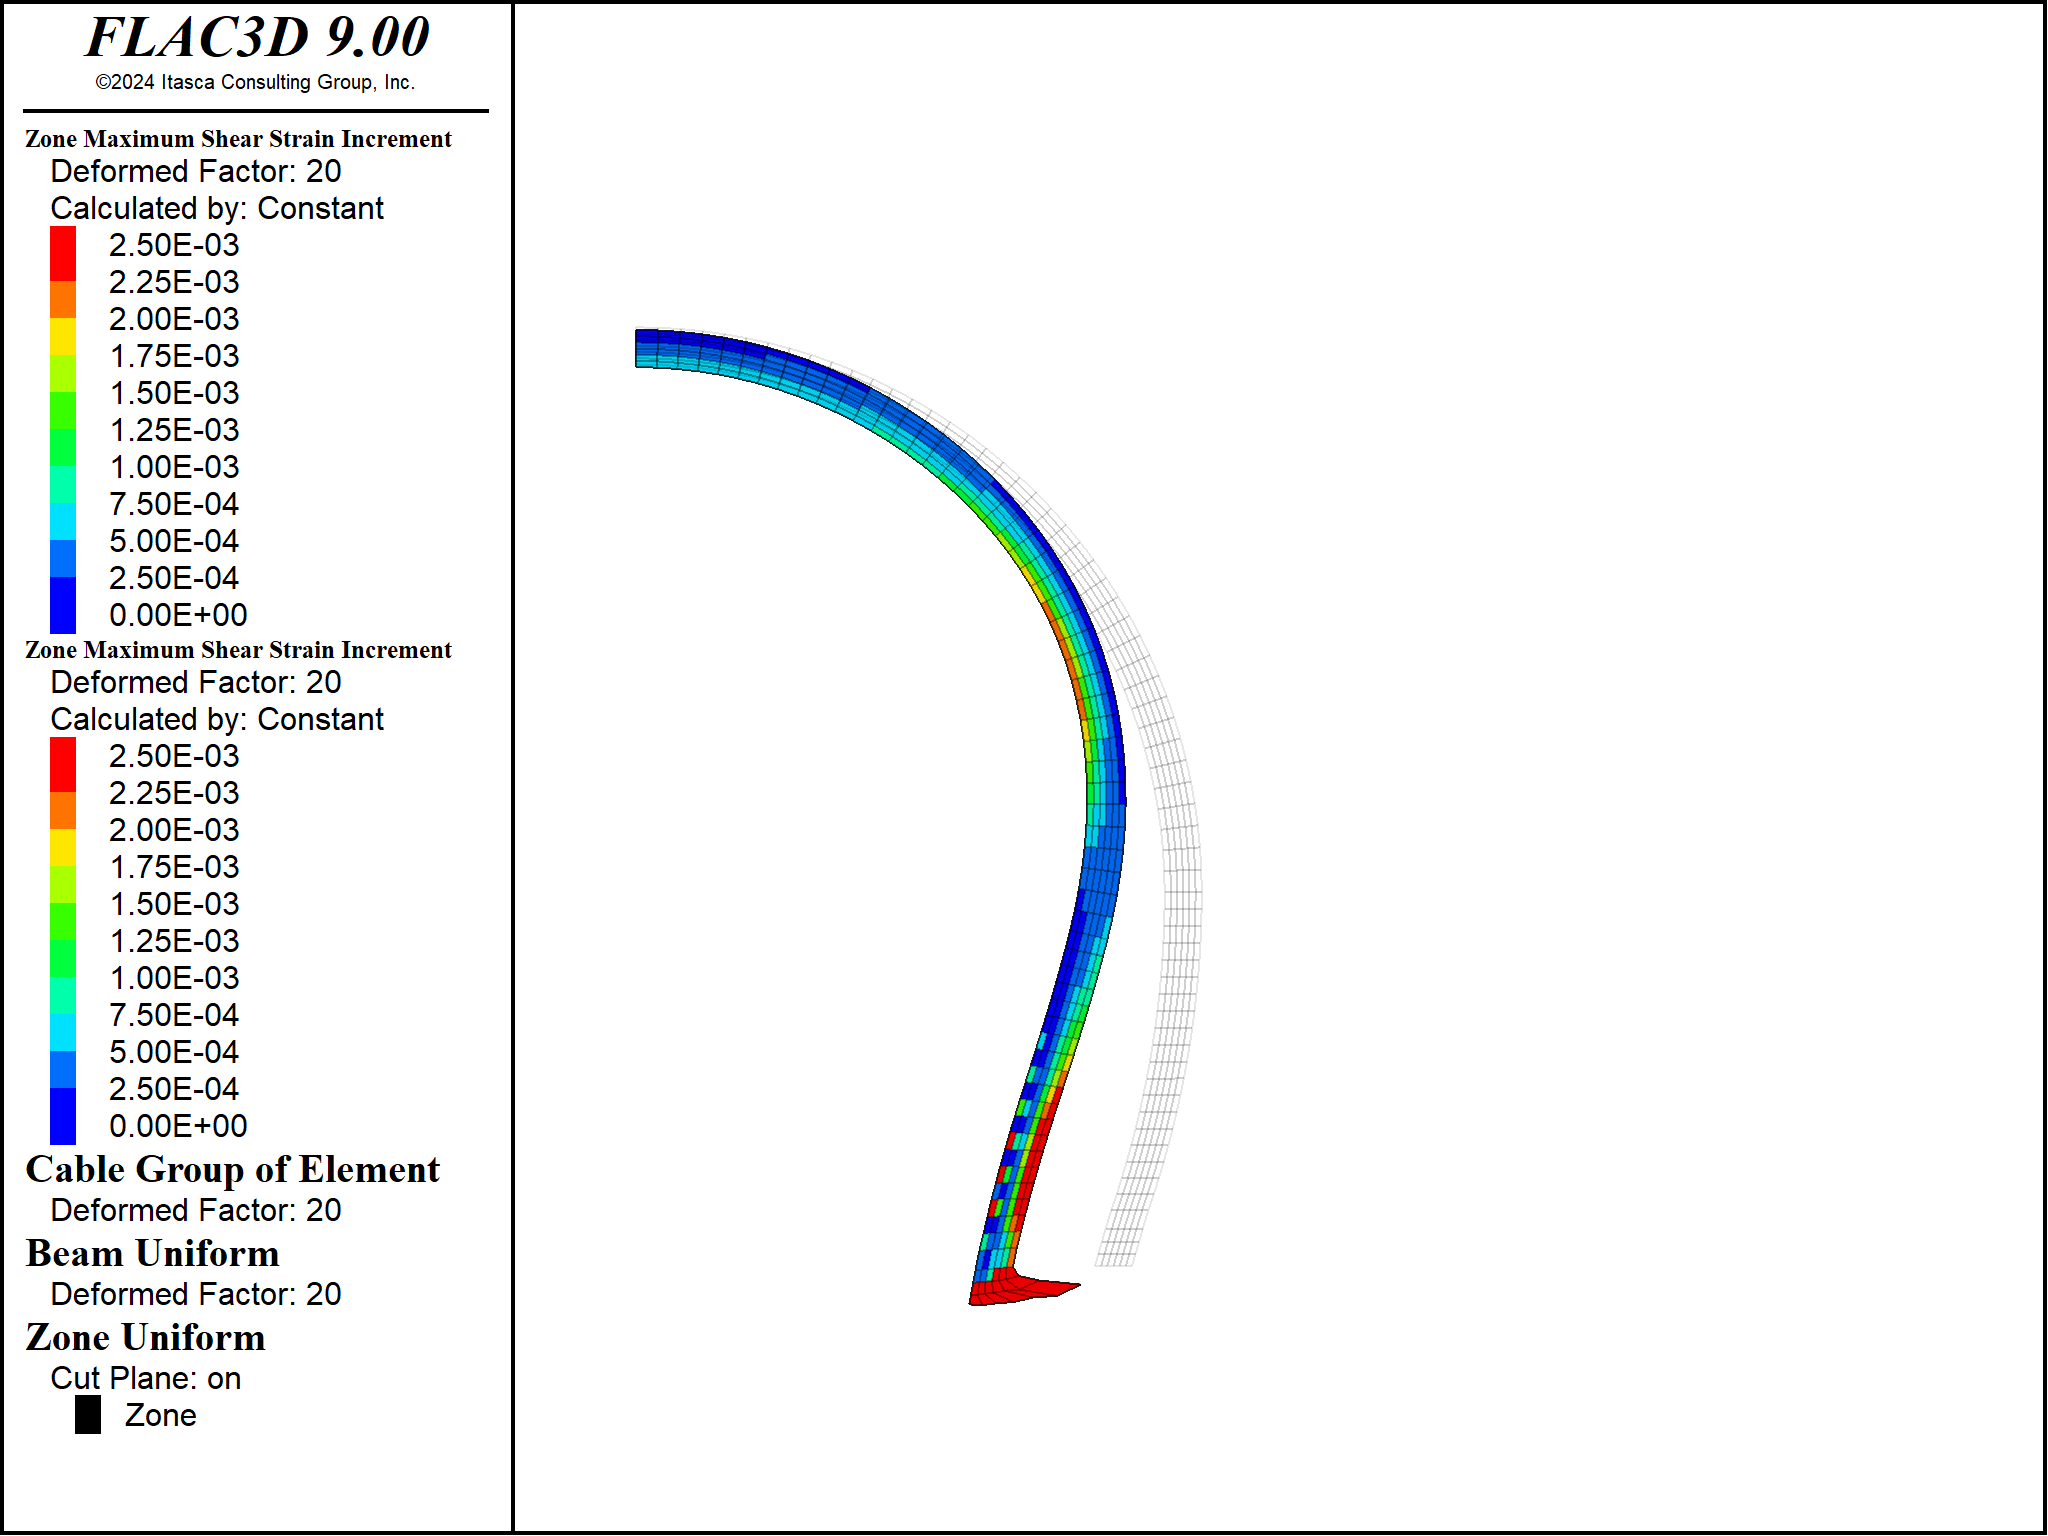 FLAC3D 9.00
©2024 Itasca Consulting Group, Inc.
Zone Maximum Shear Strain Increment
Deformed Factor: 20
Calculated by: Constant
2.50E-03
2.25E-03
2.00E-03
1.75E-03
1.50E-03
1.25E-03
1.00E-03
7.50E-04
5.00E-04
2.50E-04
0.00E+00
Zone Maximum Shear Strain Increment
Deformed Factor: 20
Calculated by: Constant
2.50E-03
2.25E-03
2.00E-03
1.75E-03
1.50E-03
1.25E-03
1.00E-03
7.50E-04
5.00E-04
2.50E-04
0.00E+00
Cable Group of Element
Deformed Factor: 20
Beam Uniform
Deformed Factor: 20
Zone Uniform
Cut Plane: on
Zone